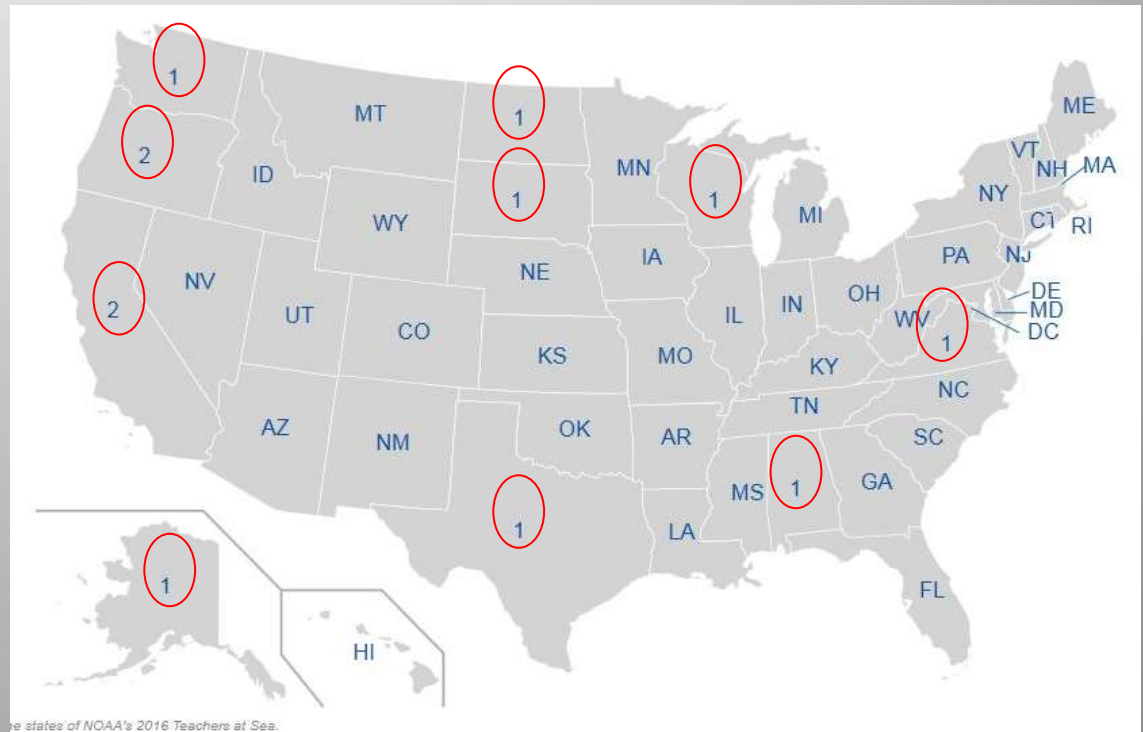 1
MT
1
ME
2
ID
MN
VT
NH
MA
1
1
NY
WY
MI
CT
RI
IA
PA
NJ
NE
NV
OH
DE
2
UT
IL
IN
MD
WV
CO
1
DC
KS
MO
KY
NC
TN
AZ
OK
AR
SC
NM
MS
1
GA
1
LA
1
FL
HI
states of NOAA's 2016 Teachers at Sea.